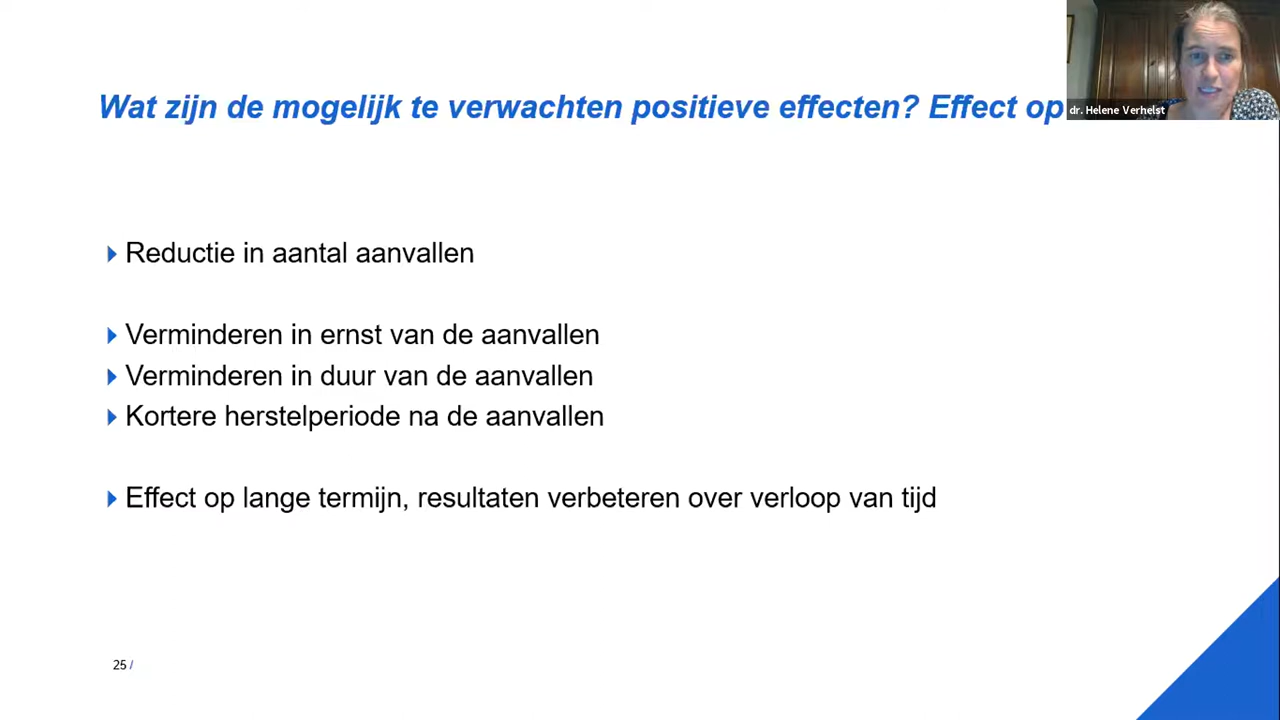 Wat zijn de mogelijk te verwachten positieve effecten? Effect op
dr. Helene Verhelst
Reductie in aantal aanvallen
Verminderen in ernst van de aanvallen
Verminderen in duur van de aanvallen
Kortere herstelperiode na de aanvallen
Effect op lange termijn, resultaten verbeteren over verloop van tijd
25 /